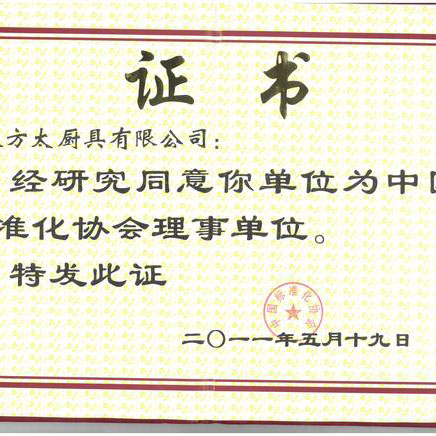 证书
方太厨具有限公司：
经研究同意你单位为中
准化协会理事单位。
特发此证
中国标准化协会
二〇一一年五月十九日